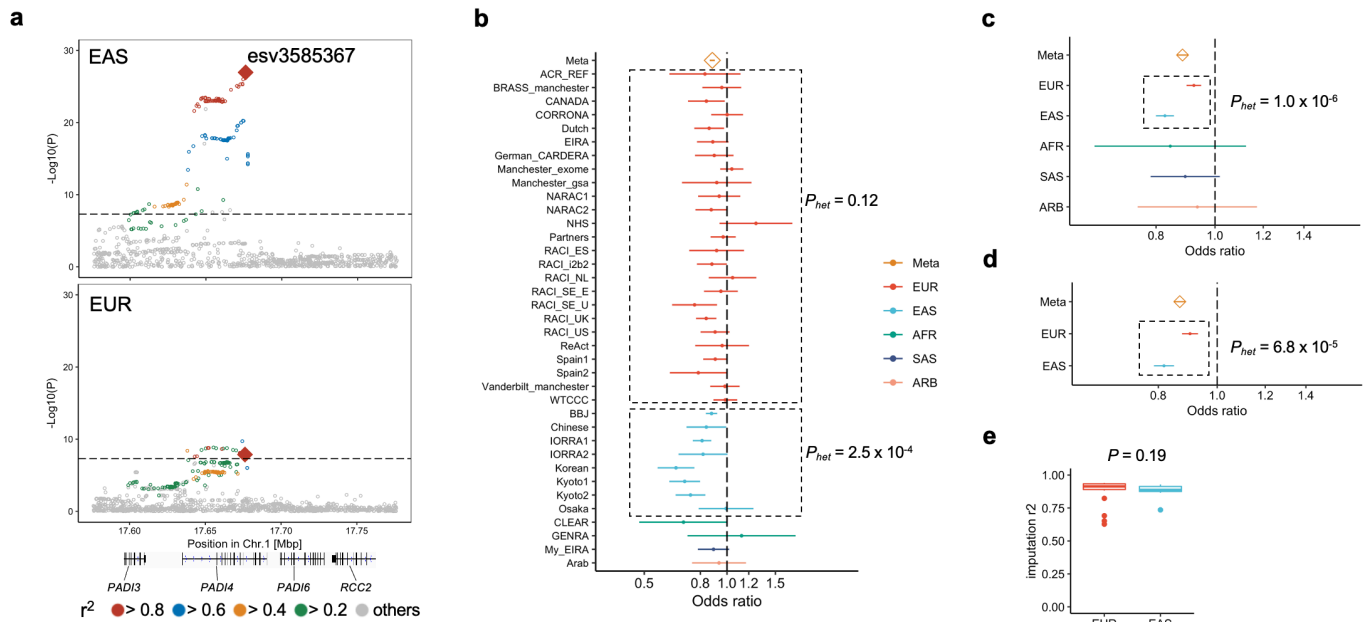 a
EAS
esv3585367
30
20
10
0
-Log10(P)
EUR
30
20
10
0
-Log10(P)
17.60
17.65
17.70
17.75
Position in Chr.1 [Mbp]
PADI3
PADI4
PADI6
RCC2
r²
> 0.8
> 0.6
> 0.4
> 0.2
others
b
Meta
ACR_REF
BRASS_manchester
CANADA
CORRONA
Dutch
EIRA
German_CARDERA
Manchester_exome
Manchester_gsa
NARAC1
NARAC2
NHS
Partners
RACI_ES
RACI_i2b2
RACI_NL
RACI_SE_E
RACI_SE_U
RACI_UK
RACI_US
ReAct
Spain1
Spain2
Vanderbilt_manchester
WTCCC
BBJ
Chinese
IORRA1
IORRA2
Korean
Kyoto1
Kyoto2
Osaka
CLEAR
GENRA
My_EIRA
Arab
Phet = 0.12
Phet = 2.5 x 10-4
0.5
0.8
1.0
1.2
1.5
Odds ratio
Meta
EUR
EAS
AFR
SAS
ARB
c
Meta
EUR
EAS
AFR
SAS
ARB
Phet = 1.0 x 10-6
0.8
1.0
1.2
1.4
Odds ratio
d
Meta
EUR
EAS
Phet = 6.8 x 10-5
0.8
1.0
1.2
1.4
Odds ratio
e
P = 0.19
1.00
0.75
0.50
0.25
0.00
imputation r2
EUR
EAS